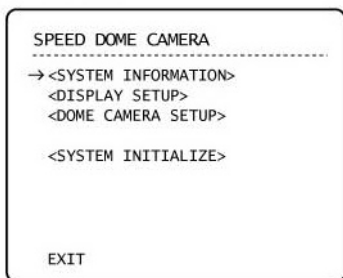 SPEED DOME CAMERA
→<SYSTEM INFORMATION>
<DISPLAY SETUP>
<DOME CAMERA SETUP>
<SYSTEM INITIALIZE>
EXIT